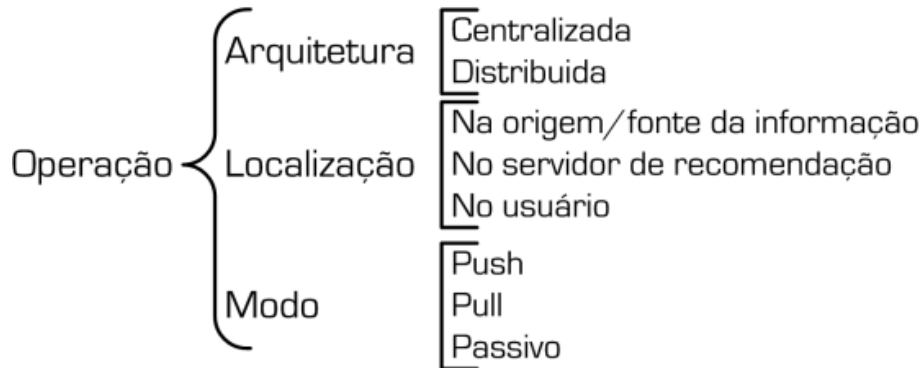 Operação
Arquitetura
Centralizada
Distribuida
Localização
Na origem/fonte da informação
No servidor de recomendação
No usuário
Modo
Push
Pull
Passivo